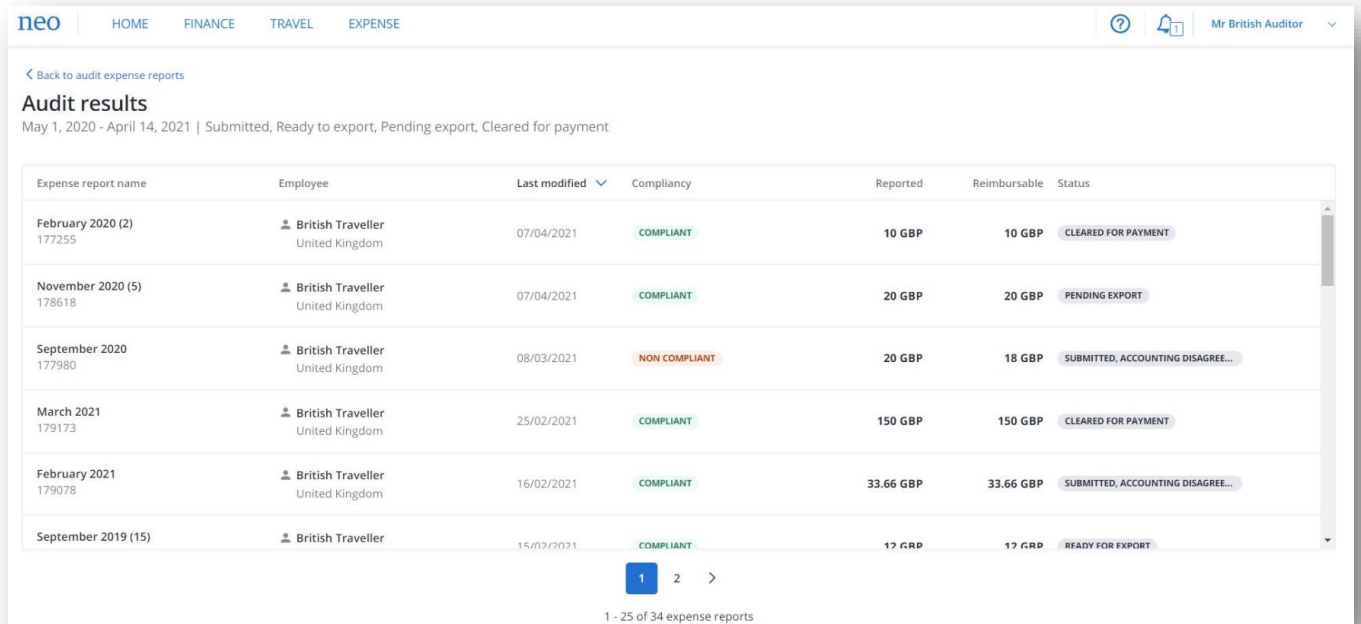 neo HOME FINANCE TRAVEL EXPENSE 1 Mr British Auditor
Back to audit expense reports
Audit results
May 1, 2020 - April 14, 2021 | Submitted, Ready to export, Pending export, Cleared for payment
Expense report name Employee Last modified Compliancy Reported Reimbursable Status
February 2020 (2) British Traveller 07/04/2021 COMPLIANT 10 GBP 10 GBP CLEARED FOR PAYMENT
177255 United Kingdom
November 2020 (5) British Traveller 07/04/2021 COMPLIANT 20 GBP 20 GBP PENDING EXPORT
178618 United Kingdom
September 2020 British Traveller 08/03/2021 NON COMPLIANT 20 GBP 18 GBP SUBMITTED, ACCOUNTING DISAGREE...
177980 United Kingdom
March 2021 British Traveller 25/02/2021 COMPLIANT 150 GBP 150 GBP CLEARED FOR PAYMENT
179173 United Kingdom
February 2021 British Traveller 16/02/2021 COMPLIANT 33.66 GBP 33.66 GBP SUBMITTED, ACCOUNTING DISAGREE...
179078 United Kingdom
September 2019 (15) British Traveller 15/02/2021 COMPLIANT 12 GBP 12 GBP READY FOR EXPORT
1 2
1 - 25 of 34 expense reports